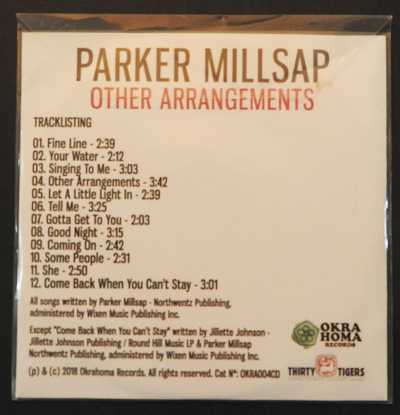 PARKER MILLSAP
OTHER ARRANGEMENTS
TRACKLISTING
01. Fine Line - 2:39
02. Your Water - 2:12
03. Singing To Me - 3:03
04. Other Arrangements - 3:42
05. Let A Little Light In - 2:39
06. Tell Me - 3:25
07. Gotta Get To You - 2:03
08. Good Night - 3:15
09. Coming On - 2:42
10. Some People - 2:31
11. She - 2:50
12. Come Back When You Can't Stay - 3:01
All songs written by Parker Millsap - Northwentz Publishing,
administered by Wixen Music Publishing Inc.
Except "Come Back When You Can't Stay" written by Jillette Johnson -
Jillette Johnson Publishing / Round Hill Music LP & Parker Millsap
Northwentz Publishing, administered by Wixen Music Publishing Inc.
(p) & (c) 2018 Okrahoma Records. All rights reserved. Cat Nº: OKRA004CD
OKRA
HOMA
RECORDS
THIRTY TIGERS